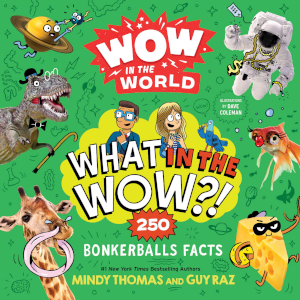 WOW
IN THE
WORLD
ILLUSTRATIONS
BY DAVE
COLEMAN
WHAT IN THE
WOW?!
250
BONKERBALLS FACTS
#1 New York Times Bestselling Authors
MINDY THOMAS AND GUY RAZ